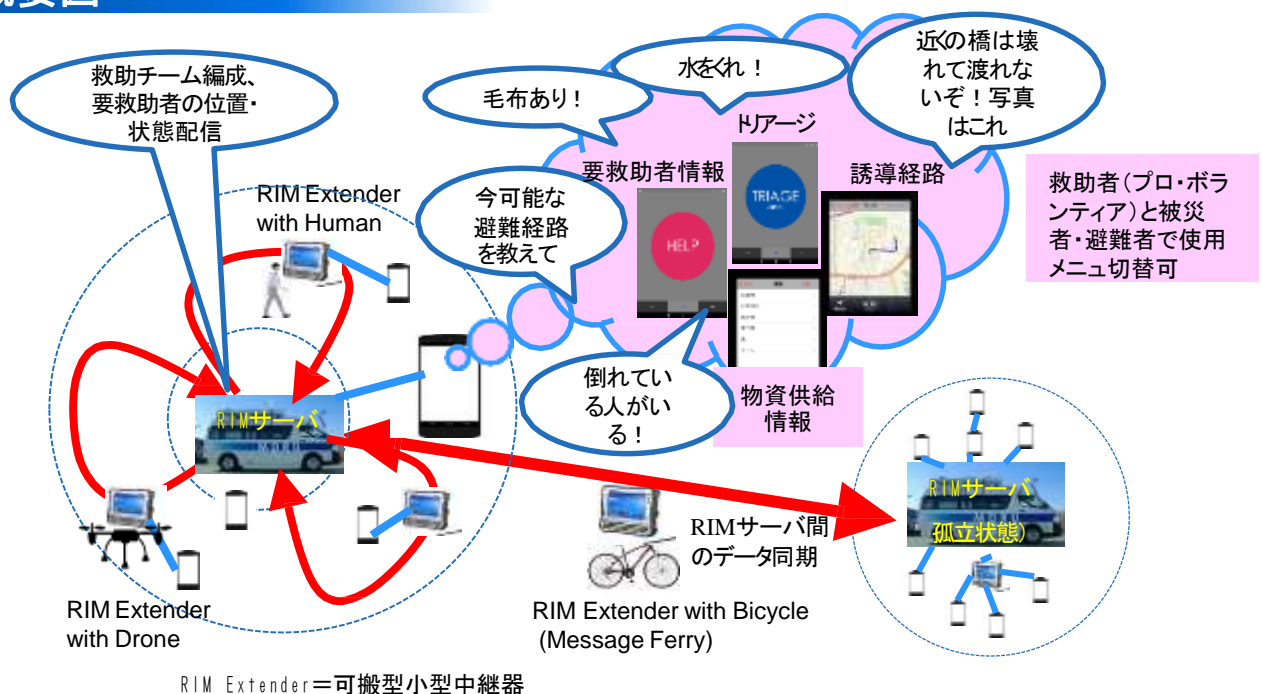 救助チーム編成、
要救助者の位置・
状態配信
毛布あり！
水をくれ！
近くの橋は壊
れて渡れな
いぞ！写真
はこれ
トリアージ
要救助者情報
誘導経路
TRIAGE
HELP
今可能な
避難経路
を教えて
救助者（プロ・ボラ
ンティア）と被災
者・避難者で使用
メニュ切替可
RIM Extender
with Human
倒れてい
る人がい
る！
物資供給
情報
RIMサーバ
RIMサーバ
孤立状態）
RIMサーバ間
のデータ同期
RIM Extender
with Drone
RIM Extender with Bicycle
(Message Ferry)
RIM Extender＝可搬型小型中継器